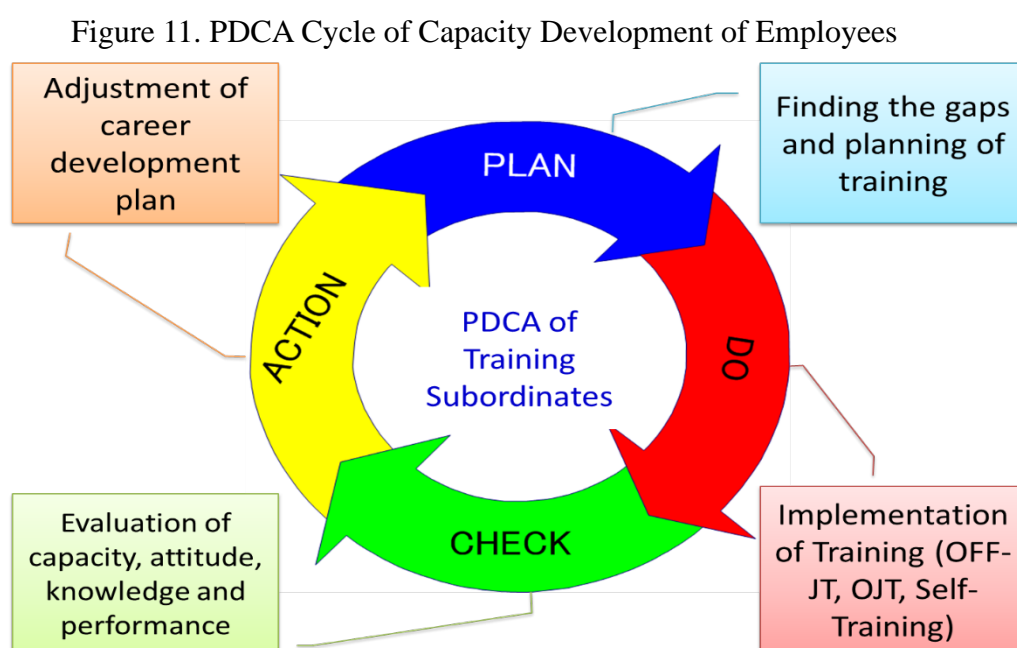 Figure 11. PDCA Cycle of Capacity Development of Employees
Adjustment of
career
development
plan
PLAN
Finding the gaps
and planning of
training
ACTION
PDCA of
Training
Subordinates
DO
Evaluation of
capacity, attitude,
knowledge and
performance
CHECK
Implementation
of Training (OFF-
JT, OJT, Self-
Training)